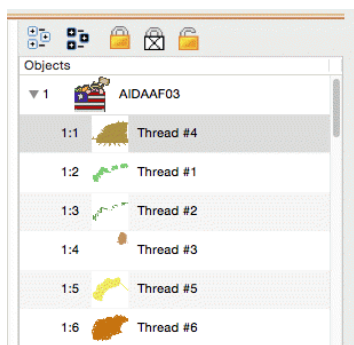 Objects
1 AIDAAF03
1:1 Thread #4
1:2 Thread #1
1:3 Thread #2
1:4 Thread #3
1:5 Thread #5
1:6 Thread #6